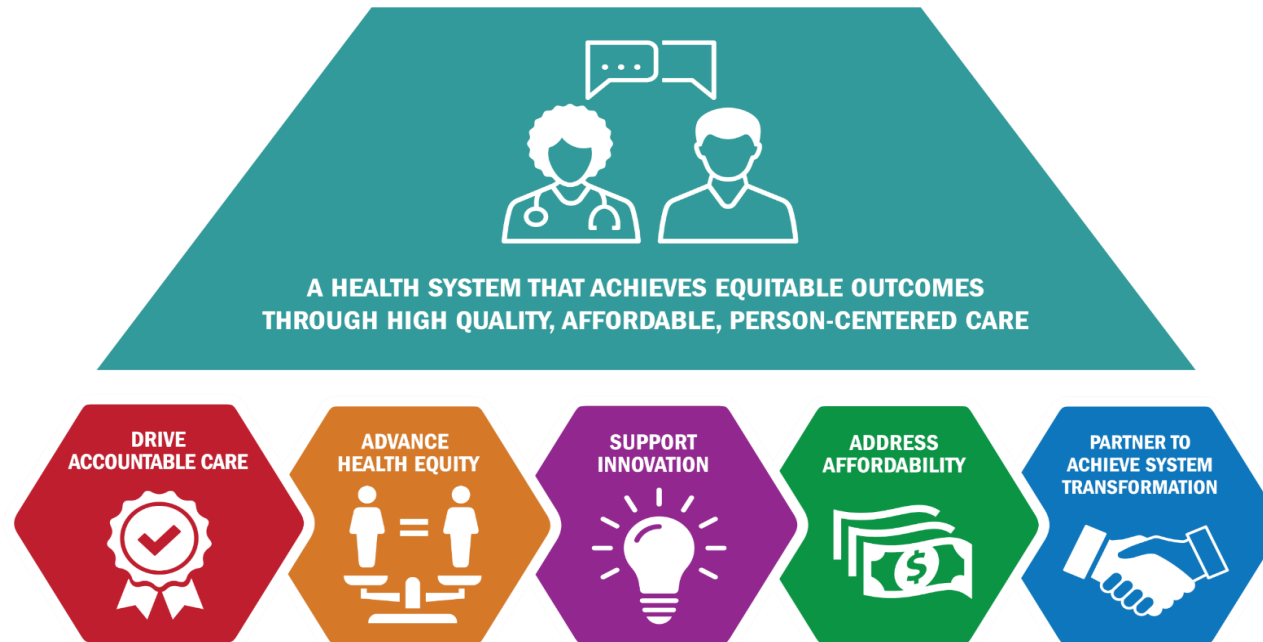 A HEALTH SYSTEM THAT ACHIEVES EQUITABLE OUTCOMES
THROUGH HIGH QUALITY, AFFORDABLE, PERSON-CENTERED CARE
DRIVE
ACCOUNTABLE CARE
ADVANCE
HEALTH EQUITY
SUPPORT
INNOVATION
ADDRESS
AFFORDABILITY
PARTNER TO
ACHIEVE SYSTEM
TRANSFORMATION